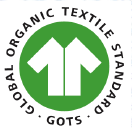 GLOBAL ORGANIC TEXTILE STANDARD
· GOTS ·